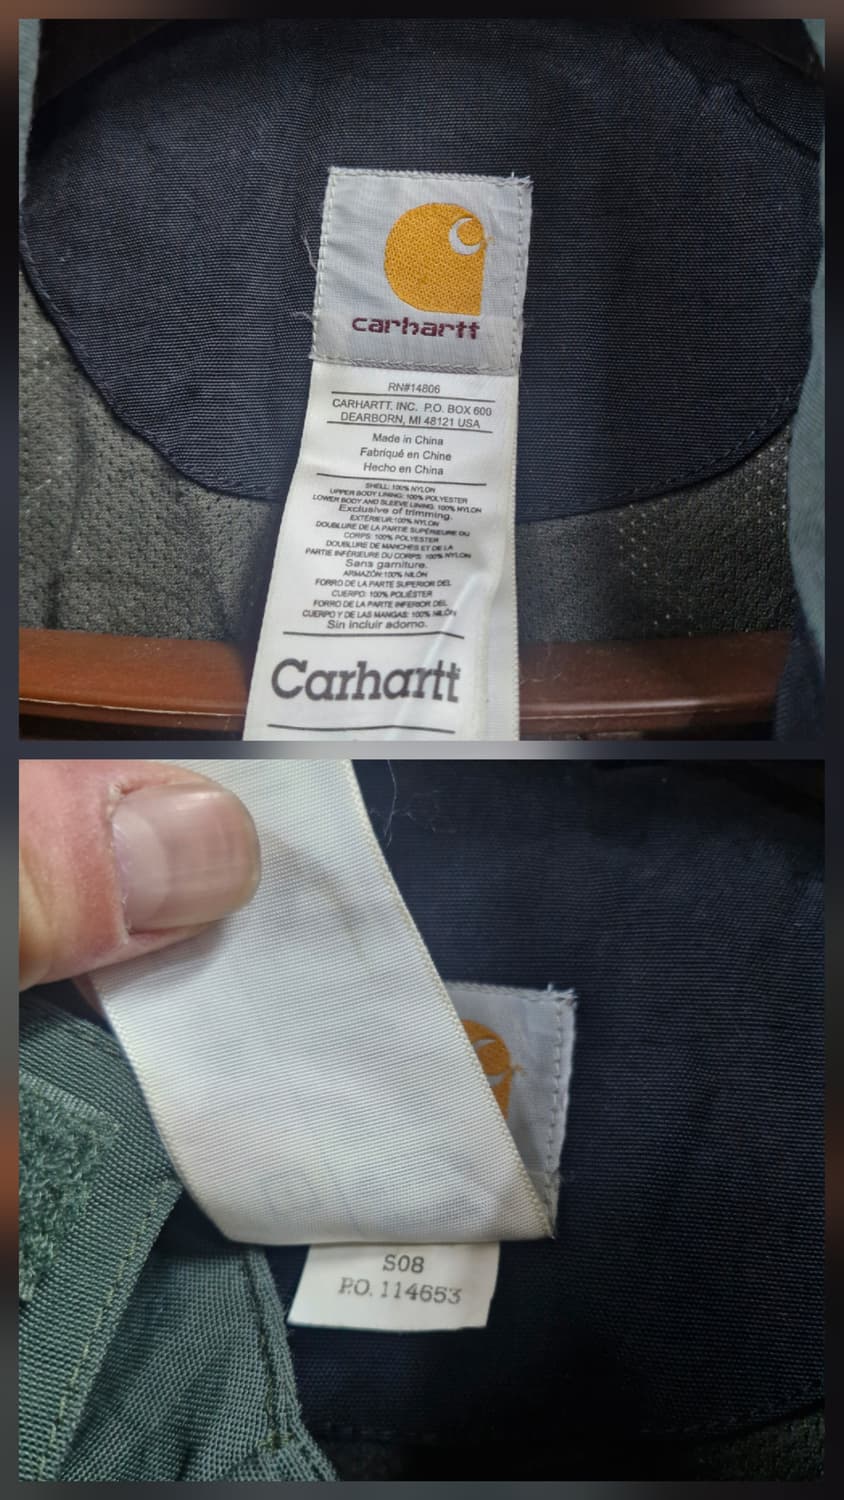 carhartt
RN#14806
CARHARTT, INC. P.O. BOX 600
DEARBORN, MI 48121 USA
Made in China
Fabriqué en Chine
Hecho en China
SHELL: 100% NYLON
UPPER BODY LINING: 100% POLYESTER
LOWER BODY AND SLEEVE LINING: 100% NYLON
Exclusive of trimming.
EXTÉRIEUR:100% NYLON
DOUBLURE DE LA PARTIE SUPÉRIEURE DU
CORPS: 100% POLYESTER
DOUBLURE DE MANCHES ET DE LA
PARTIE INFÉRIEURE DU CORPS: 100% NYLON
Sans garniture.
ARMAZÓN:100% NILÓN
FORRO DE LA PARTE SUPERIOR DEL
CUERPO: 100% POLIÉSTER
FORRO DE LA PARTE INFERIOR DEL
CUERPO Y DE LAS MANGAS: 100% NILÓN
Sin incluir adorno.
Carhartt
S08
P.O. 114653